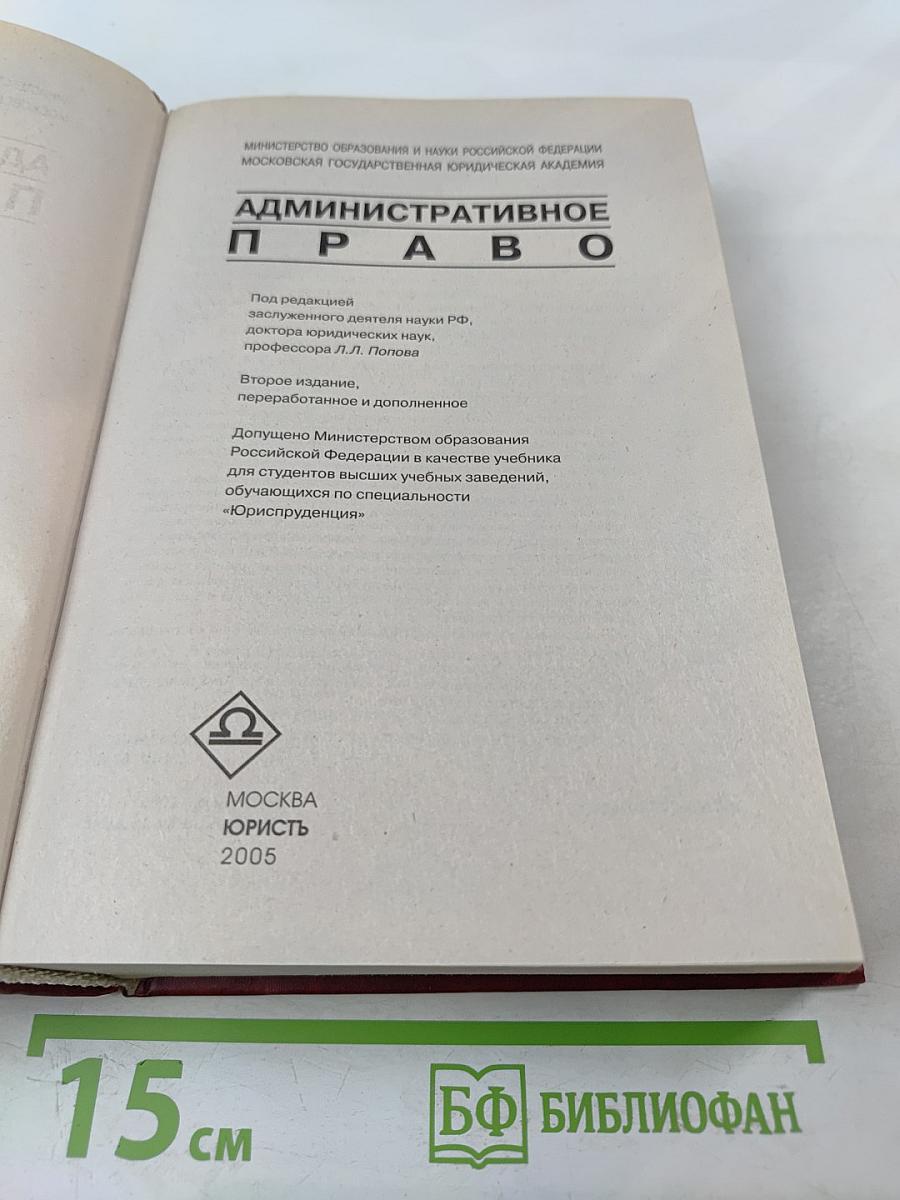 МИНИСТЕРСТВО ОБРАЗОВАНИЯ И НАУКИ РОССИЙСКОЙ ФЕДЕРАЦИИ
МОСКОВСКАЯ ГОСУДАРСТВЕННАЯ ЮРИДИЧЕСКАЯ АКАДЕМИЯ
АДМИНИСТРАТИВНОЕ
ПРАВО
Под редакцией
заслуженного деятеля науки РФ,
доктора юридических наук,
профессора Л.Л. Попова
Второе издание,
переработанное и дополненное
Допущено Министерством образования
Российской Федерации в качестве учебника
для студентов высших учебных заведений,
обучающихся по специальности
«Юриспруденция»
МОСКВА
ЮРИСТЪ
2005
15 см
БФ БИБЛИОФАН